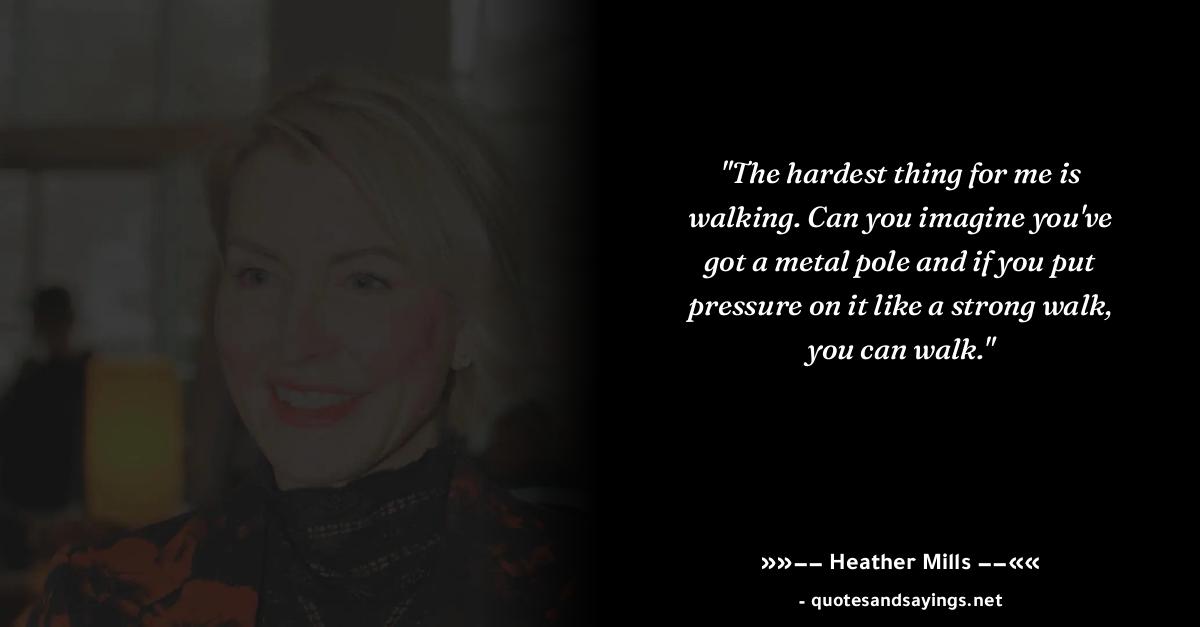 "The hardest thing for me is
walking. Can you imagine you've
got a metal pole and if you put
pressure on it like a strong walk,
you can walk."
»»−− Heather Mills −−««
- quotesandsayings.net